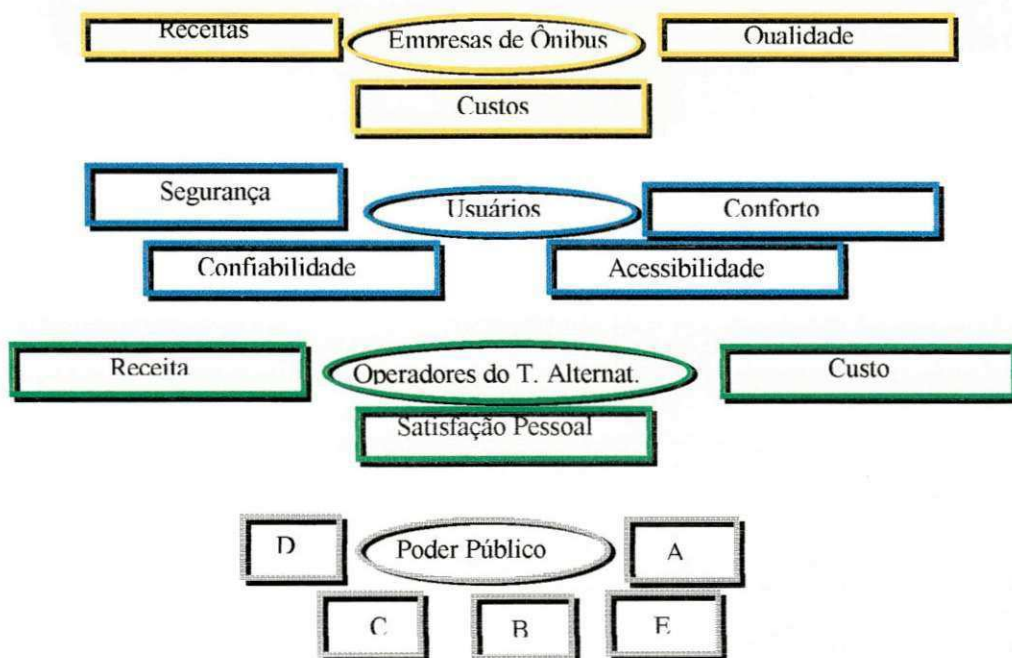 Receitas
Empresas de Ônibus
Qualidade
Custos
Segurança
Usuários
Conforto
Confiabilidade
Acessibilidade
Receita
Operadores do T. Alternat.
Custo
Satisfação Pessoal
D
Poder Público
A
C
B
E